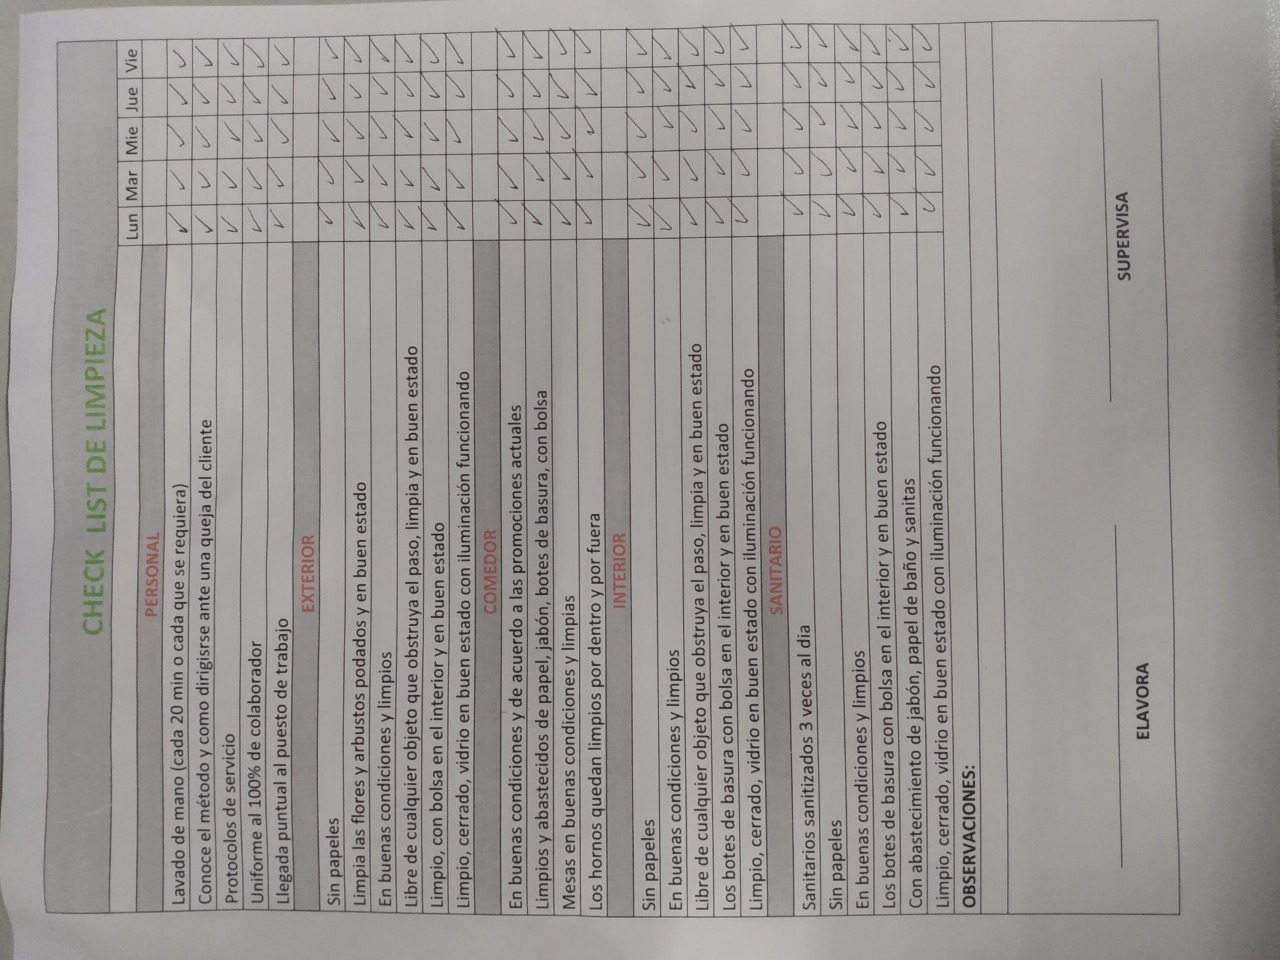 CHECK LIST DE LIMPIEZA
Lun Mar Mie Jue Vie
PERSONAL
Lavado de mano (cada 20 min o cada que se requiera) ✓ ✓ ✓ ✓ ✓
Conoce el método y como dirigirse ante una queja del cliente ✓ ✓ ✓ ✓ ✓
Protocolos de servicio ✓ ✓ ✓ ✓ ✓
Uniforme al 100% de colaborador ✓ ✓ ✓ ✓ ✓
Llegada puntual al puesto de trabajo ✓ ✓ ✓ ✓ ✓
EXTERIOR
Sin papeles ✓ ✓ ✓ ✓ ✓
Limpia las flores y arbustos podados y en buen estado ✓ ✓ ✓ ✓ ✓
En buenas condiciones y limpios ✓ ✓ ✓ ✓ ✓
Libre de cualquier objeto que obstruya el paso, limpia y en buen estado ✓ ✓ ✓ ✓ ✓
Limpio, con bolsa en el interior y en buen estado ✓ ✓ ✓ ✓ ✓
Limpio, cerrado, vidrio en buen estado con iluminación funcionando ✓ ✓ ✓ ✓ ✓
COMEDOR
En buenas condiciones y de acuerdo a las promociones actuales ✓ ✓ ✓ ✓ ✓
Limpios y abastecidos de papel, jabón, botes de basura, con bolsa ✓ ✓ ✓ ✓ ✓
Mesas en buenas condiciones y limpias ✓ ✓ ✓ ✓ ✓
Los hornos quedan limpios por dentro y por fuera ✓ ✓ ✓ ✓ ✓
INTERIOR
Sin papeles ✓ ✓ ✓ ✓ ✓
En buenas condiciones y limpios ✓ ✓ ✓ ✓ ✓
Libre de cualquier objeto que obstruya el paso, limpia y en buen estado ✓ ✓ ✓ ✓ ✓
Los botes de basura con bolsa en el interior y en buen estado ✓ ✓ ✓ ✓ ✓
Limpio, cerrado, vidrio en buen estado con iluminación funcionando ✓ ✓ ✓ ✓ ✓
SANITARIO
Sanitarios sanitizados 3 veces al dia ✓ ✓ ✓ ✓ ✓
Sin papeles ✓ ✓ ✓ ✓ ✓
En buenas condiciones y limpios ✓ ✓ ✓ ✓ ✓
Los botes de basura con bolsa en el interior y en buen estado ✓ ✓ ✓ ✓ ✓
Con abastecimiento de jabón, papel de baño y sanitas ✓ ✓ ✓ ✓ ✓
Limpio, cerrado, vidrio en buen estado con iluminación funcionando ✓ ✓ ✓ ✓ ✓
OBSERVACIONES:
ELAVORA SUPERVISA